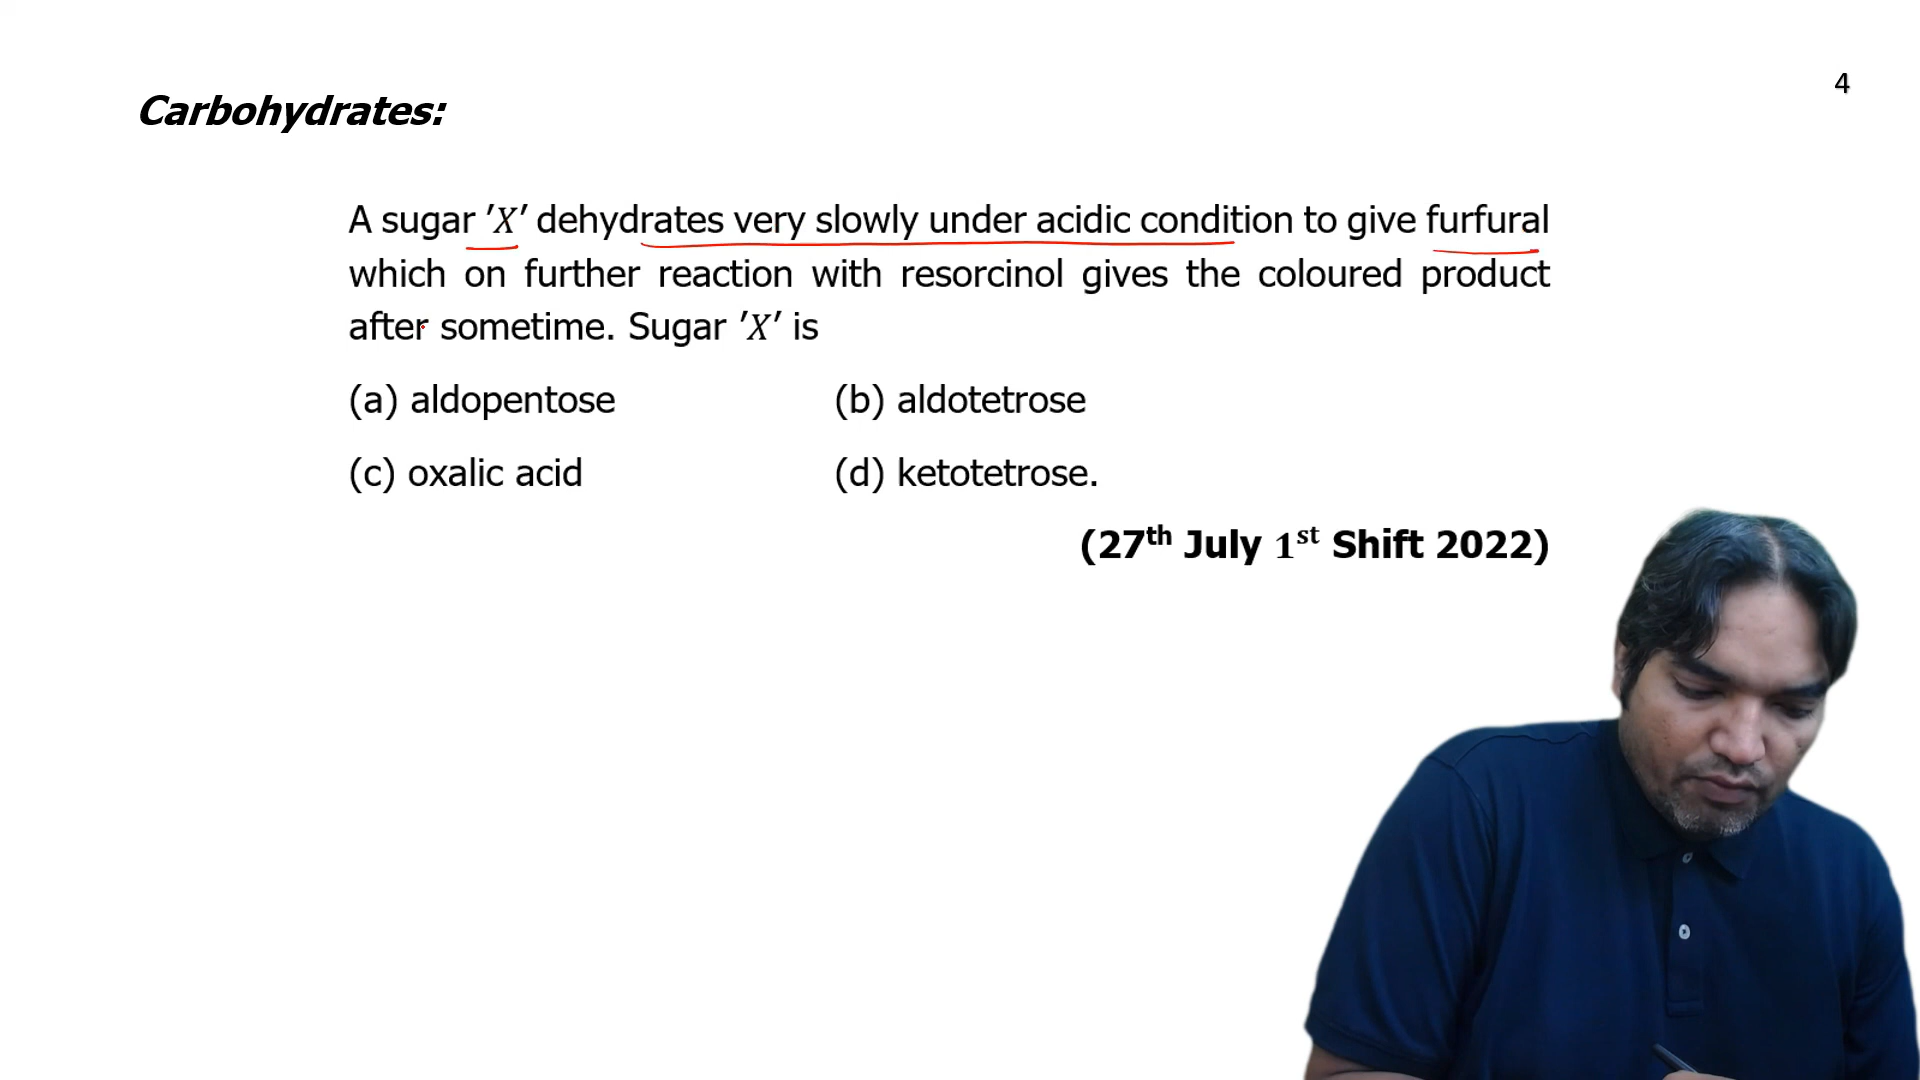 4
Carbohydrates:
A sugar ′X′ dehydrates very slowly under acidic condition to give furfural
which on further reaction with resorcinol gives the coloured product
after sometime. Sugar ′X′ is
(a) aldopentose (b) aldotetrose
(c) oxalic acid (d) ketotetrose.
(27th July 1st Shift 2022)